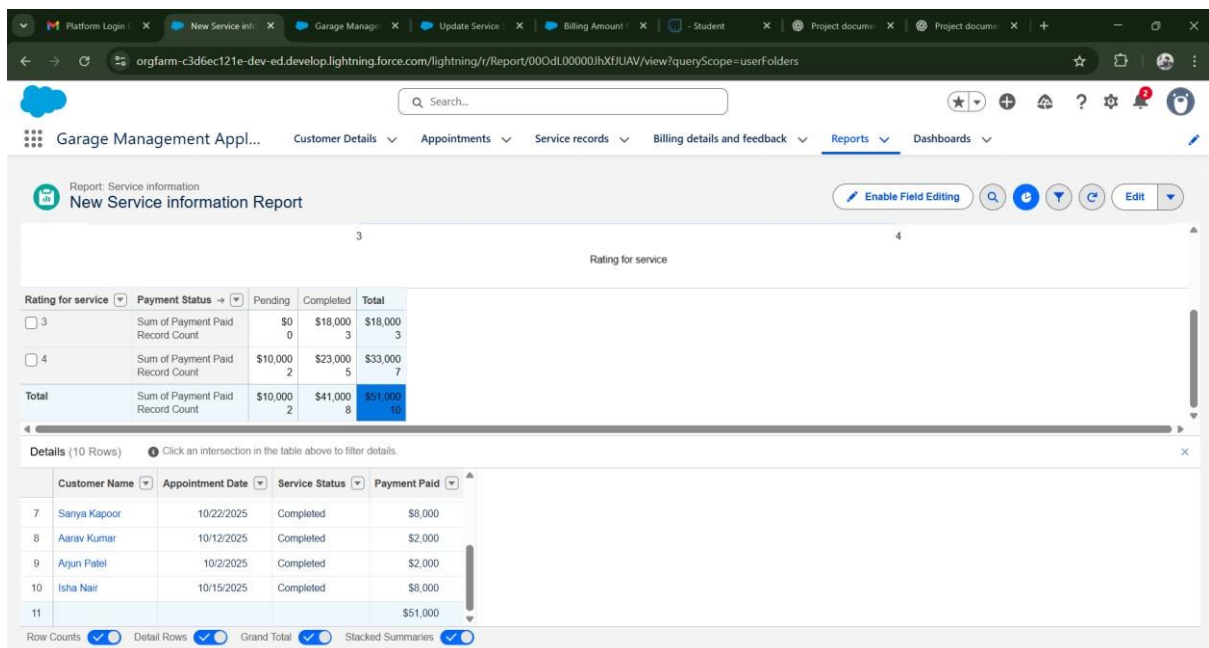 Platform Login C
New Service info
Garage Manage
Update Service
Billing Amount
- Student
Project docume
Project docume
orgfarm-c3d6ec121e-dev-ed.develop.lightning.force.com/lightning/r/Report/00OdL00000JhXfJUAV/view?queryScope=userFolders
Search...
2
Garage Management Appl... Customer Details Appointments Service records Billing details and feedback Reports Dashboards
Report: Service information
New Service information Report
Enable Field Editing Edit
3 4
Rating for service
Rating for service Payment Status → Pending Completed Total
3 Sum of Payment Paid $0 $18,000 $18,000
Record Count 0 3 3
4 Sum of Payment Paid $10,000 $23,000 $33,000
Record Count 2 5 7
Total Sum of Payment Paid $10,000 $41,000 $51,000
Record Count 2 8 10
Details (10 Rows) Click an intersection in the table above to filter details.
Customer Name Appointment Date Service Status Payment Paid
7 Sanya Kapoor 10/22/2025 Completed $8,000
8 Aarav Kumar 10/12/2025 Completed $2,000
9 Arjun Patel 10/2/2025 Completed $2,000
10 Isha Nair 10/15/2025 Completed $8,000
11 $51,000
Row Counts Detail Rows Grand Total Stacked Summaries